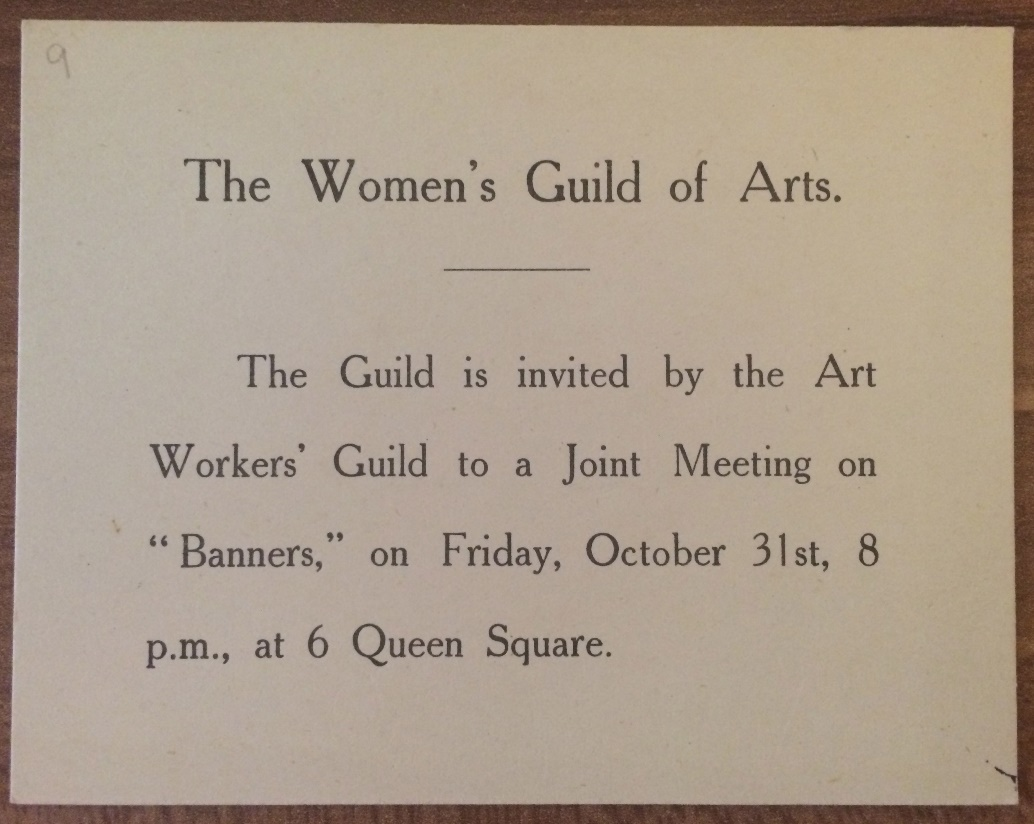 9
The Women's Guild of Arts.
The Guild is invited by the Art
Workers' Guild to a Joint Meeting on
“Banners,” on Friday, October 31st, 8
p.m., at 6 Queen Square.